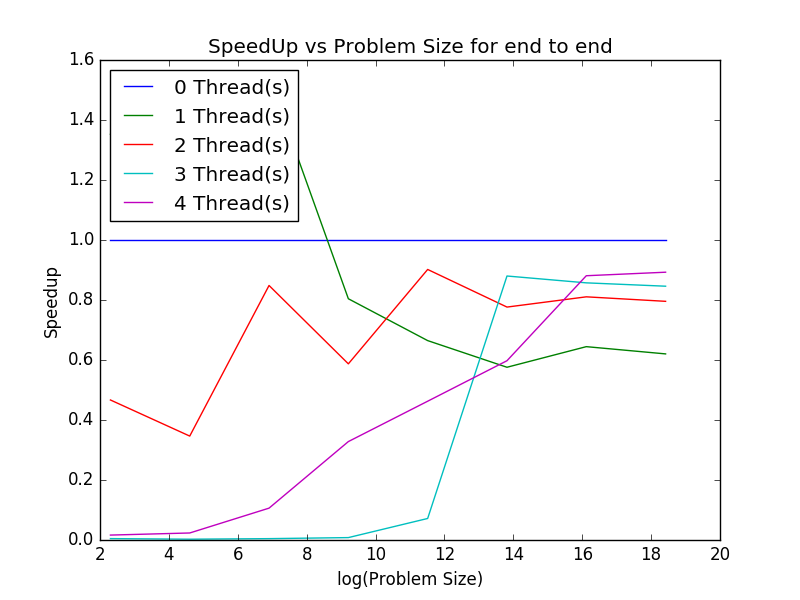 SpeedUp vs Problem Size for end to end
1.6
1.4
1.2
1.0
0.8
0.6
0.4
0.2
0.0
Speedup
0 Thread(s)
1 Thread(s)
2 Thread(s)
3 Thread(s)
4 Thread(s)
2 4 6 8 10 12 14 16 18 20
log(Problem Size)